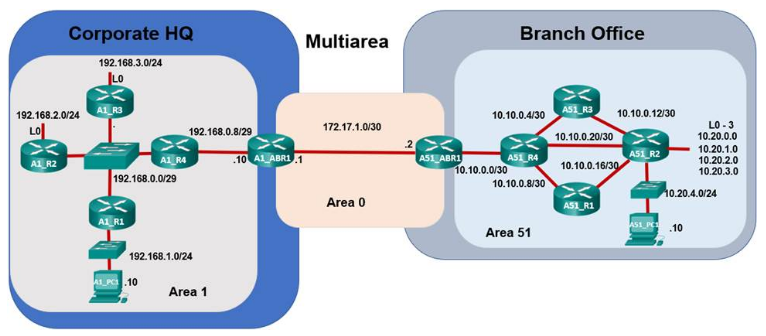 Corporate HQ
Multiarea
Branch Office
192.168.3.0/24
L0
A1_R3
192.168.2.0/24
L0
A1_R2
192.168.0.8/29
A1_R4
.10
A1_ABR1
.1
192.168.0.0/29
A1_R1
192.168.1.0/24
A1_PC1
.10
Area 1
172.17.1.0/30
.2
A51_ABR1
Area 0
10.10.0.0/30
A51_R4
10.10.0.4/30
A51_R3
10.10.0.12/30
10.10.0.20/30
A51_R2
10.10.0.16/30
10.10.0.8/30
A51_R1
L0 - 3
10.20.0.0
10.20.1.0
10.20.2.0
10.20.3.0
10.20.4.0/24
A51_PC1
.10
Area 51